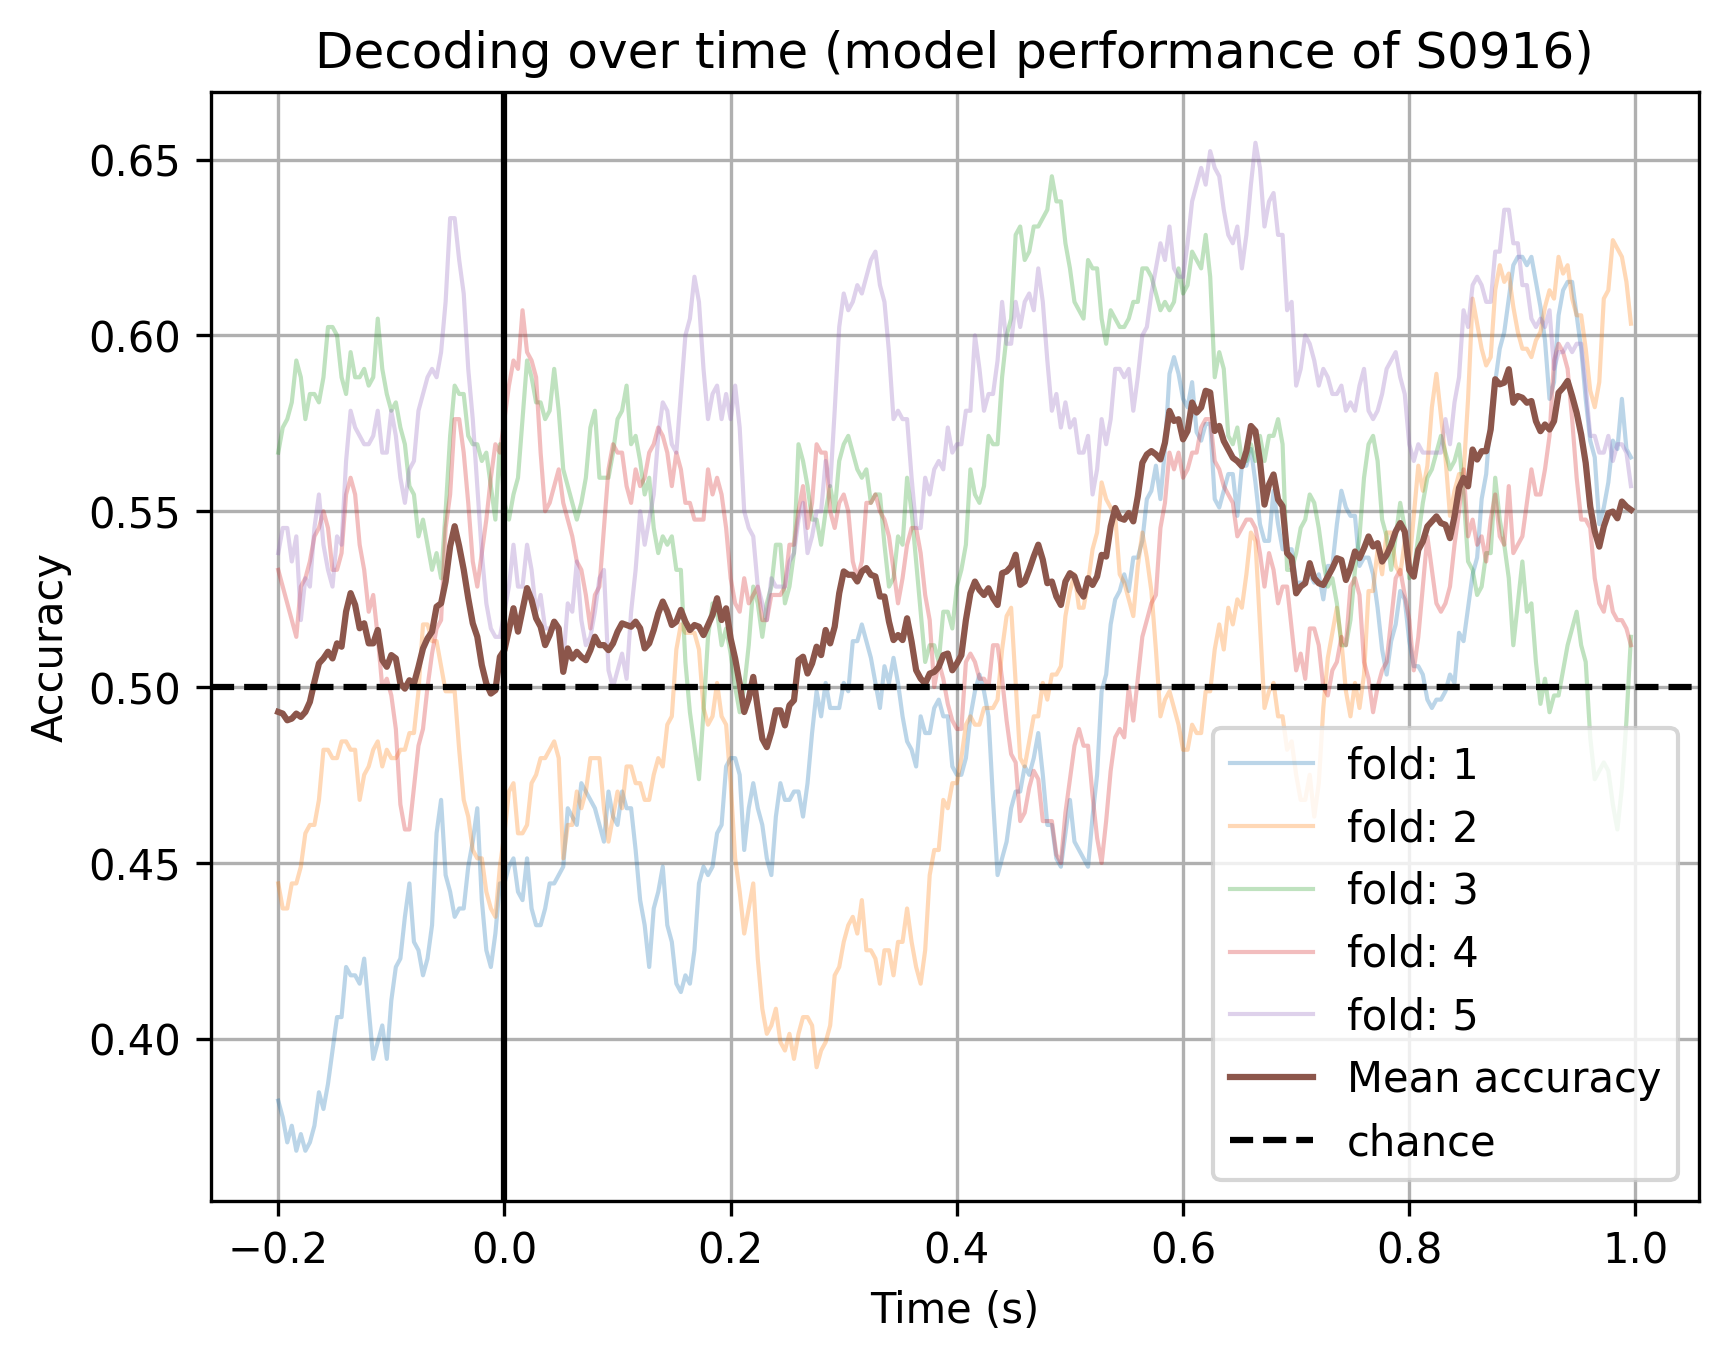 Decoding over time (model performance of S0916)
Accuracy
0.65
0.60
0.55
0.50
0.45
0.40
−0.2
0.0
0.2
0.4
0.6
0.8
1.0
Time (s)
fold: 1
fold: 2
fold: 3
fold: 4
fold: 5
Mean accuracy
chance